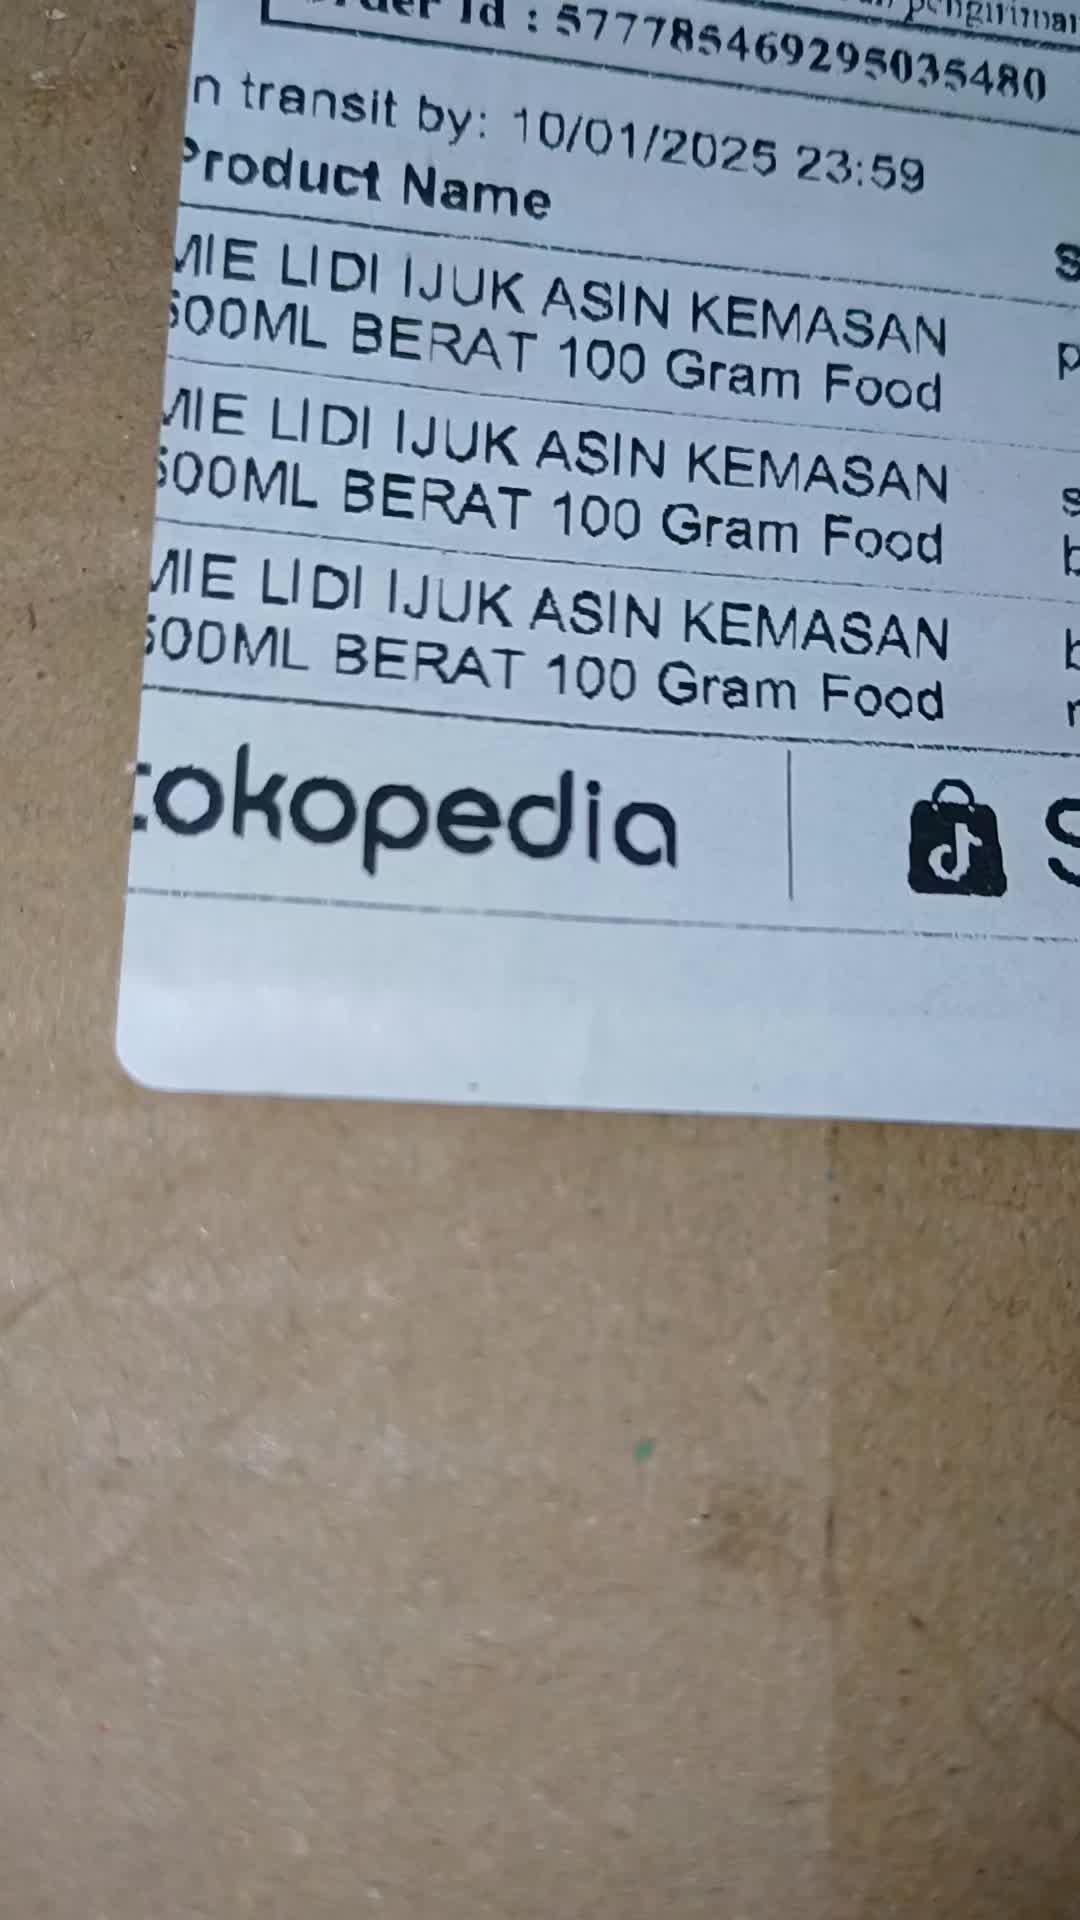 pengiriman
Order Id : 577785469295035480
n transit by: 10/01/2025 23:59
Product Name
MIE LIDI IJUK ASIN KEMASAN
500ML BERAT 100 Gram Food
MIE LIDI IJUK ASIN KEMASAN
500ML BERAT 100 Gram Food
MIE LIDI IJUK ASIN KEMASAN
500ML BERAT 100 Gram Food
tokopedia